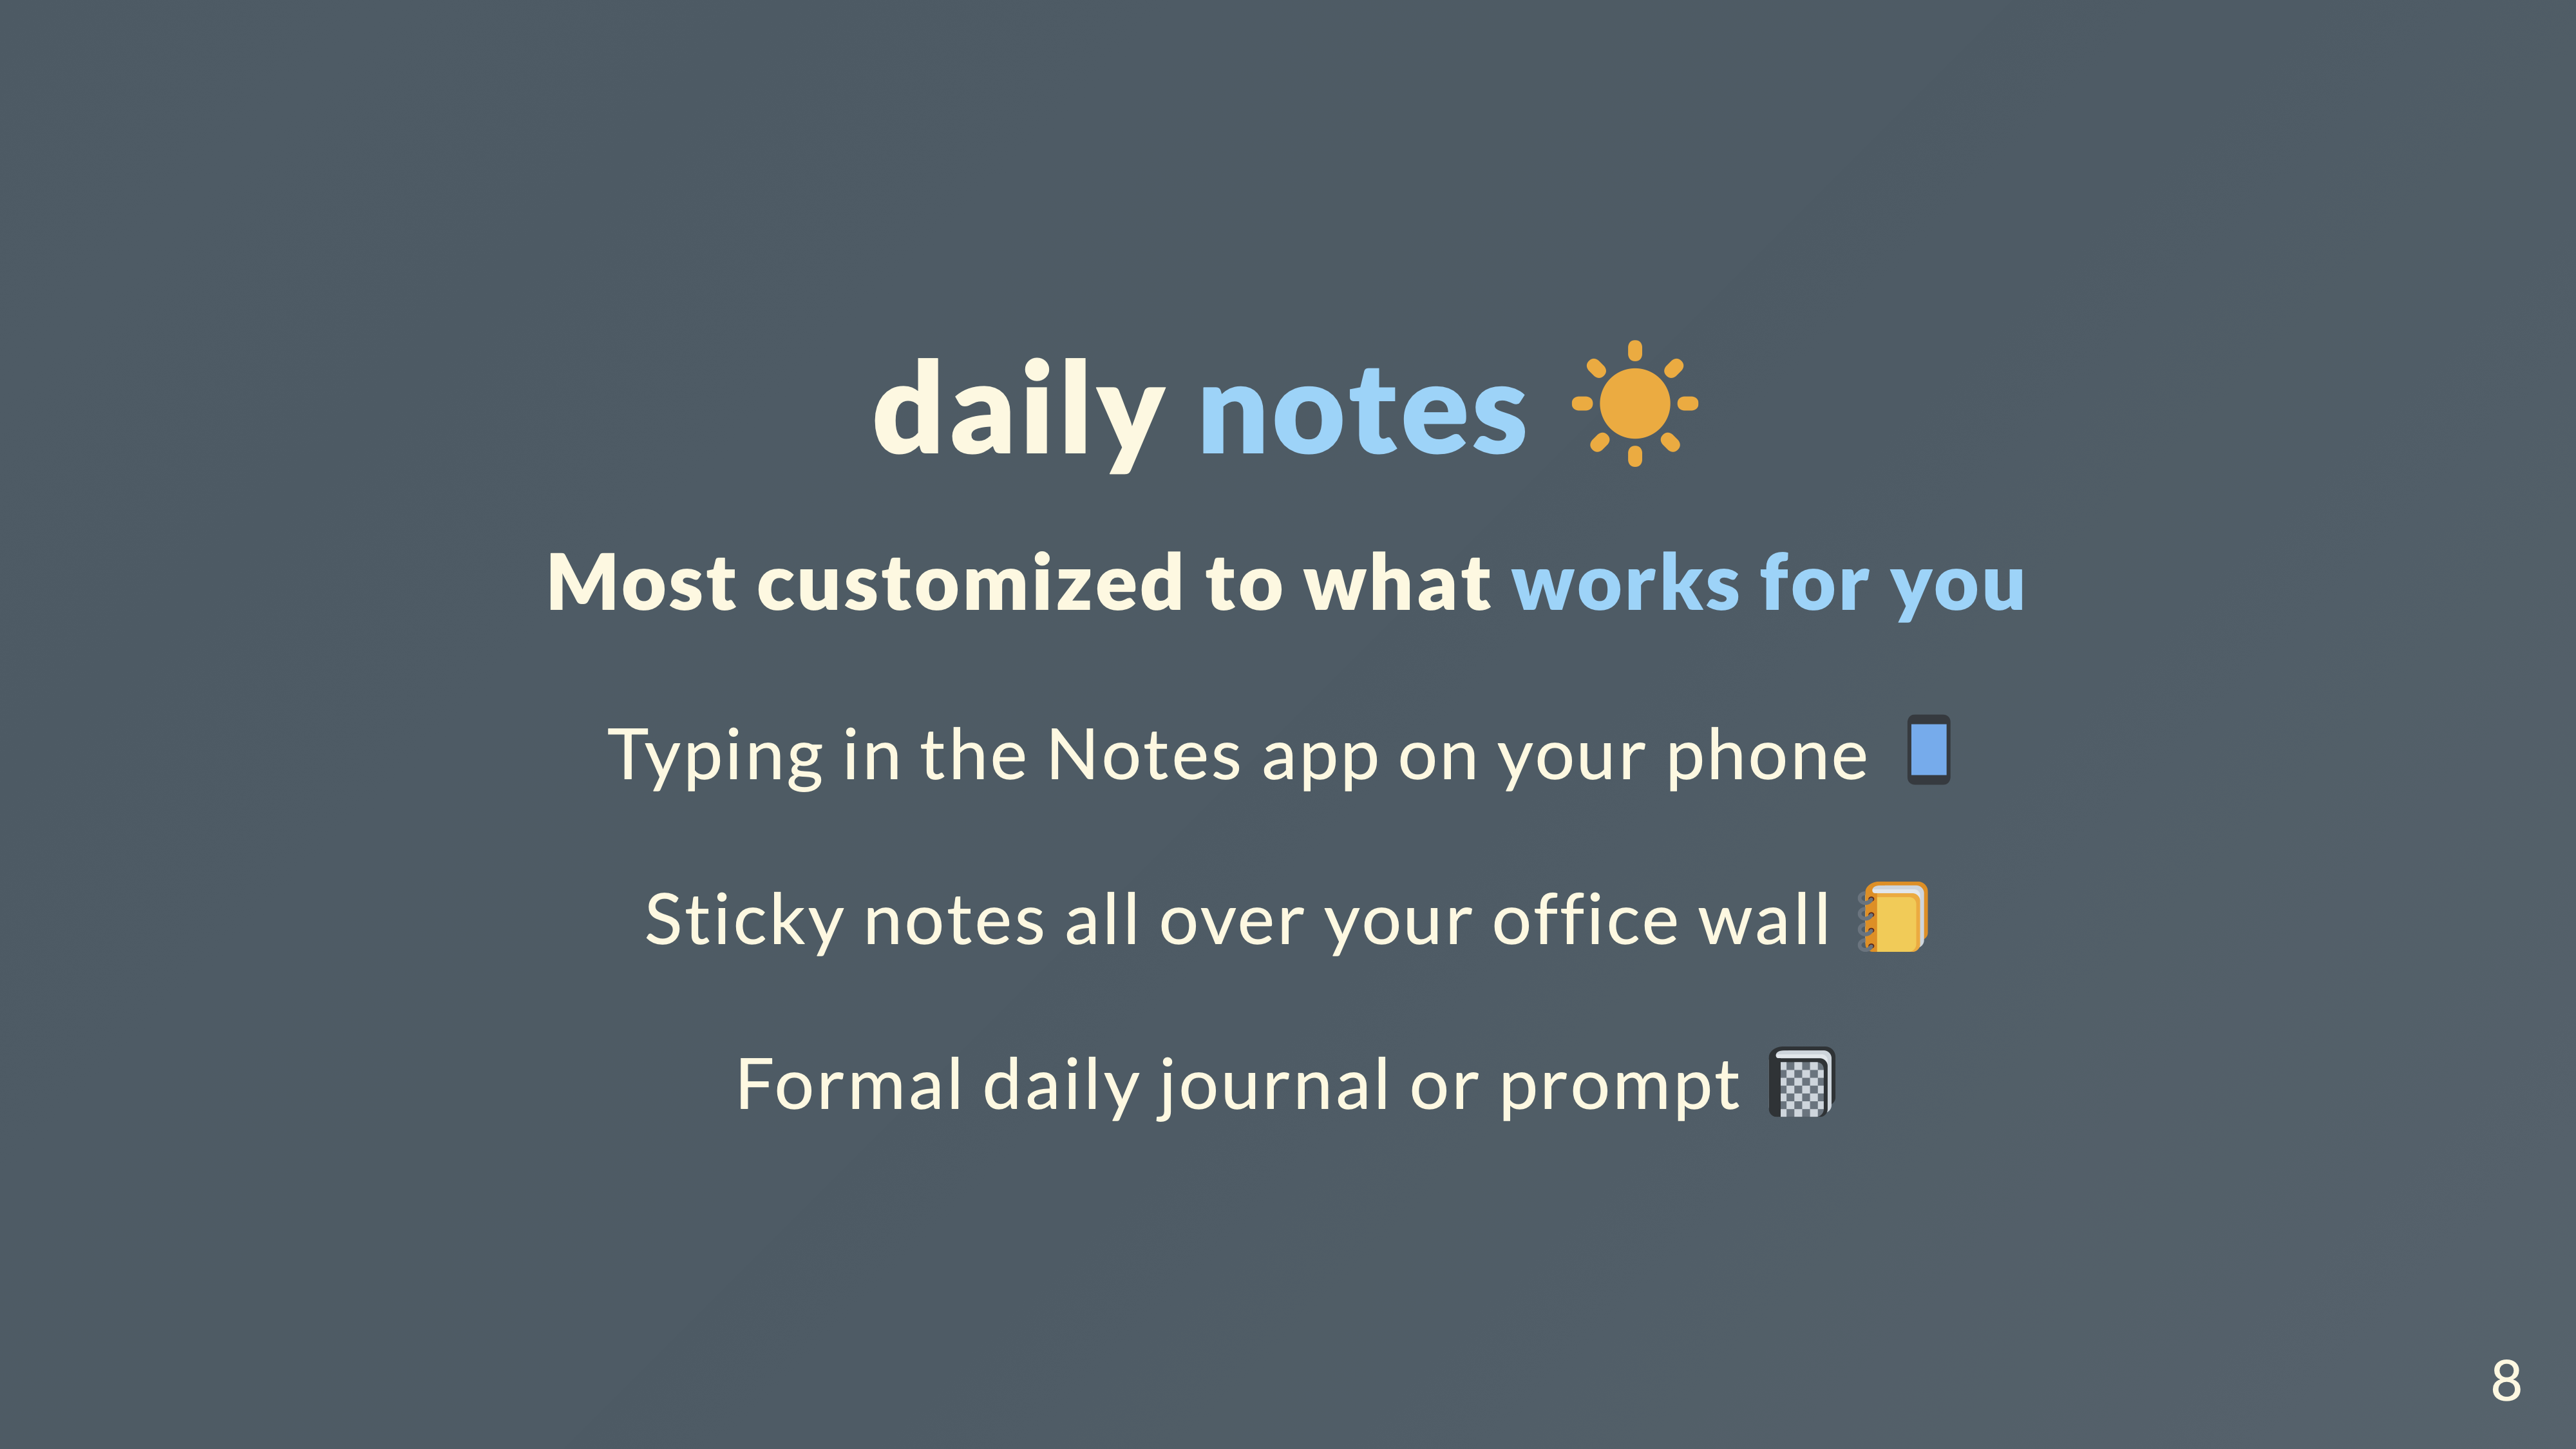 daily notes
Most customized to what works for you
Typing in the Notes app on your phone
Sticky notes all over your office wall
Formal daily journal or prompt
8